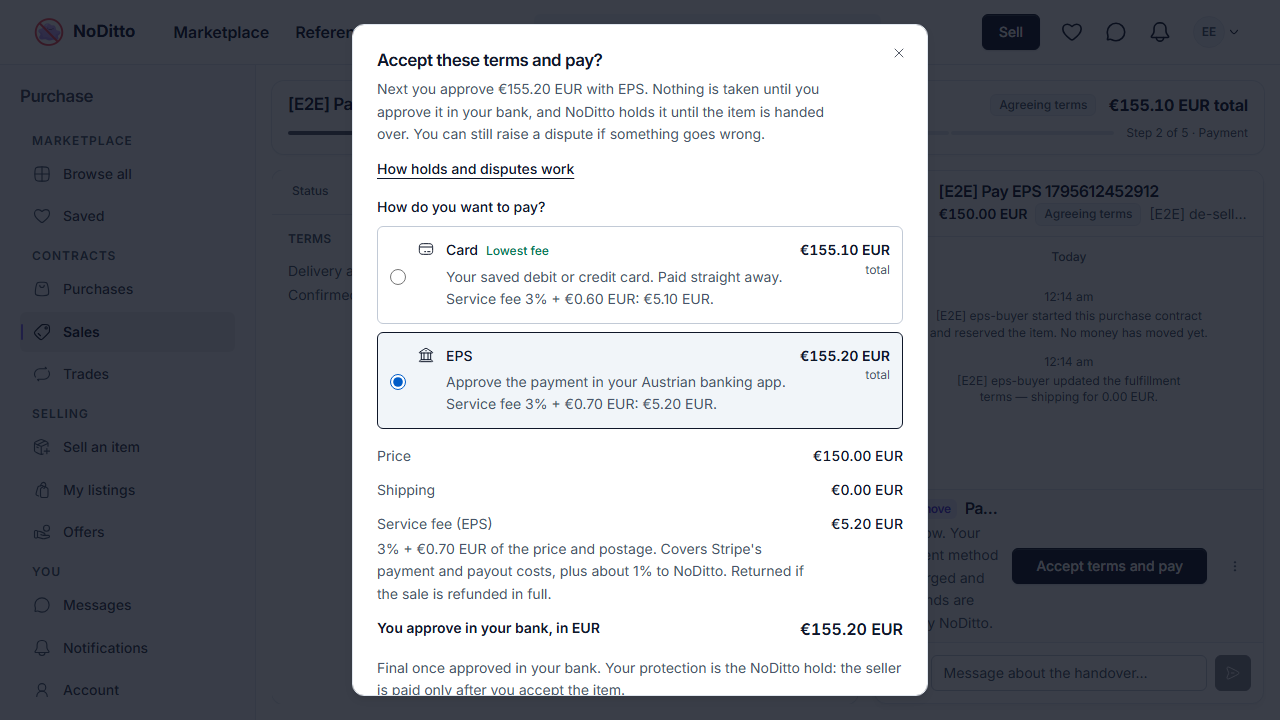 NoDitto
Marketplace
Sell
EE
Purchase
MARKETPLACE
Browse all
Saved
CONTRACTS
Purchases
Sales
Trades
SELLING
Sell an item
My listings
Offers
YOU
Messages
Notifications
Account
Agreeing terms
€155.10 EUR total
Step 2 of 5 · Payment
Status
TERMS
Accept these terms and pay?
Next you approve €155.20 EUR with EPS. Nothing is taken until you
approve it in your bank, and NoDitto holds it until the item is handed
over. You can still raise a dispute if something goes wrong.
How holds and disputes work
How do you want to pay?
Card Lowest fee
€155.10 EUR
total
Your saved debit or credit card. Paid straight away.
Service fee 3% + €0.60 EUR: €5.10 EUR.
EPS
€155.20 EUR
total
Approve the payment in your Austrian banking app.
Service fee 3% + €0.70 EUR: €5.20 EUR.
Price
€150.00 EUR
Shipping
€0.00 EUR
Service fee (EPS)
€5.20 EUR
3% + €0.70 EUR of the price and postage. Covers Stripe's
payment and payout costs, plus about 1% to NoDitto. Returned if
the sale is refunded in full.
You approve in your bank, in EUR
€155.20 EUR
Final once approved in your bank. Your protection is the NoDitto hold: the seller
is paid only after you accept the item.
[E2E] Pay EPS 1795612452912
€150.00 EUR
Agreeing terms
[E2E] de-sell...
Today
12:14 am
[E2E] eps-buyer started this purchase contract
and reserved the item. No money has moved yet.
12:14 am
[E2E] eps-buyer updated the fulfillment
terms — shipping for 0.00 EUR.
Pa...
Your
method
and
are
NoDitto.
Accept terms and pay
Message about the handover...